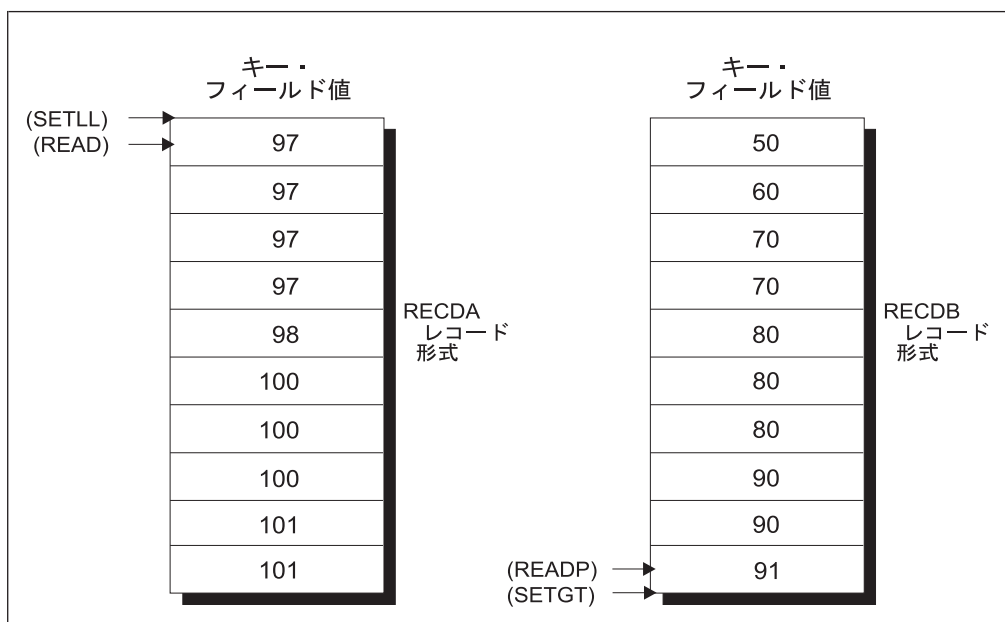 キー・
フィールド値
(SETLL)
(READ)
97
97
97
97
98
100
100
100
101
101
RECDA
レコード
形式
キー・
フィールド値
50
60
70
70
80
80
80
90
90
91
(READP)
(SETGT)
RECDB
レコード
形式